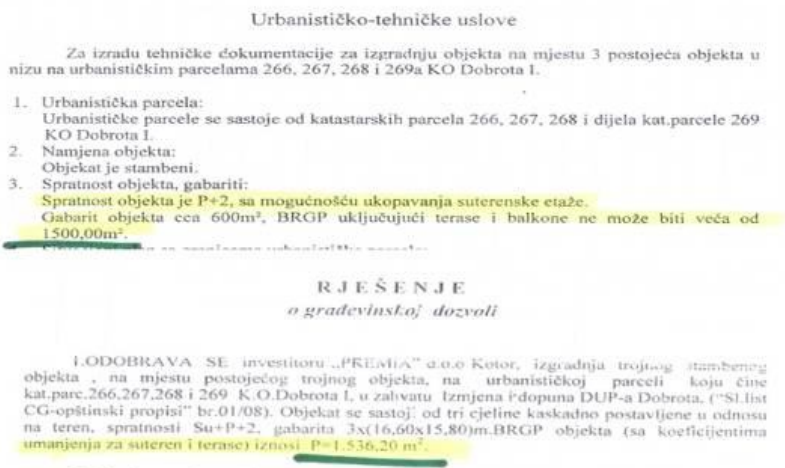 Urbanističko-tehničke uslove
Za izradu tehničke dokumentacije za izgradnju objekta na mjestu 3 postojeća objekta u
nizu na urbanističkim parcelama 266, 267, 268 i 269a KO Dobrota I.
1. Urbanistička parcela:
Urbanističke parcele se sastoje od katastarskih parcela 266, 267, 268 i dijela kat.parcele 269
KO Dobrota I.
2. Namjena objekta:
Objekat je stambeni.
3. Spratnost objekta, gabariti:
Spratnost objekta je P+2, sa mogućnošću ukopavanja suterenske etaže.
Gabarit objekta cca 600m², BRGP uključujući terase i balkone ne može biti veća od
1500,00m².
RJEŠENJE
o građevinskoj dozvoli
1.ODOBRAVA SE investitoru „PREMIA" d.o.o Kotor, izgradnja trojnog stambenog
objekta , na mjestu postojećeg trojnog objekta, na urbanističkoj parceli koju čine
kat.parc.266,267,268 i 269 K.O.Dobrota I, u zahvatu Izmjena i dopuna DUP-a Dobrota, ("Sl.list
CG-opštinski propisi" br.01/08). Objekat se sastoji od tri cjeline kaskadno postavljene u odnosu
na teren, spratnosti Su+P+2, gabarita 3x(16,60x15,80)m.BRGP objekta (sa koeficijentima
umanjenja za suteren i terase) iznosi P=1.536,20 m².